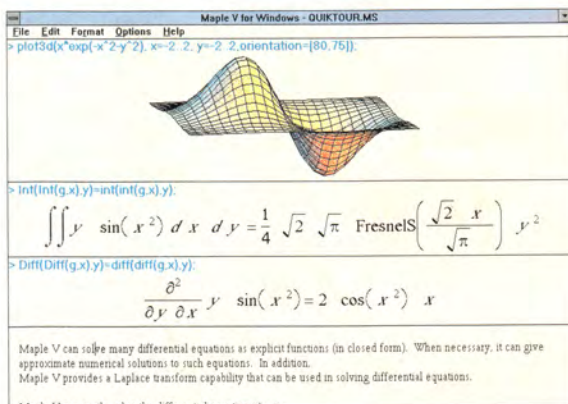 Maple V for Windows - QUIKTOUR.MS
File Edit Format Options Help
> plot3d(x*exp(-x^2-y^2), x=-2..2, y=-2..2,orientation=[80,75]);
> Int(Int(g,x),y)=int(int(g,x),y);
∫∫ y sin(x²) dx dy = 1/4 √2 √π FresnelS(√2 x/√π) y²
> Diff(Diff(g,x),y)=diff(diff(g,x),y);
∂²/∂y ∂x y sin(x²) = 2 cos(x²) x
Maple V can solve many differential equations as explicit functions (in closed form). When necessary, it can give
approximate numerical solutions to such equations. In addition,
Maple V provides a Laplace transform capability that can be used in solving differential equations.